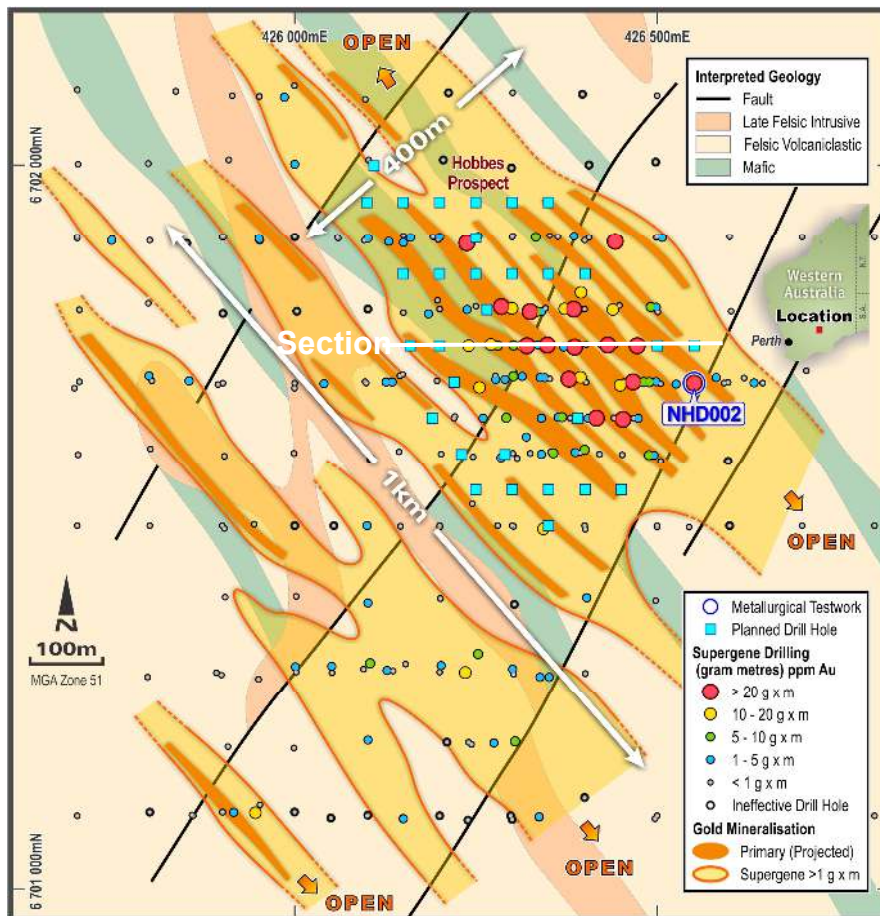 426 000mE
426 500mE
OPEN
6 702 000mN
400m
Hobbes
Prospect
Interpreted Geology
Fault
Late Felsic Intrusive
Felsic Volcaniclastic
Mafic
Western
Australia
N.T.
S.A.
Location
Perth
Section
NHD002
1km
OPEN
N
100m
MGA Zone 51
Metallurgical Testwork
Planned Drill Hole
Supergene Drilling
(gram metres) ppm Au
> 20 g x m
10 - 20 g x m
5 - 10 g x m
1 - 5 g x m
< 1 g x m
Ineffective Drill Hole
Gold Mineralisation
Primary (Projected)
Supergene >1 g x m
6 701 000mN
OPEN
OPEN